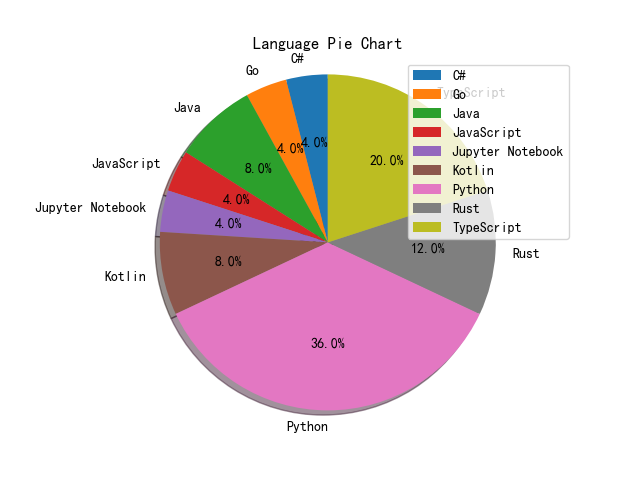 Language Pie Chart
C#
Go
Java
JavaScript
Jupyter Notebook
Kotlin
Python
Rust
TypeScript
4.0%
4.0%
8.0%
4.0%
4.0%
8.0%
36.0%
12.0%
20.0%
C#
Go
Java
JavaScript
Jupyter Notebook
Kotlin
Python
Rust
TypeScript